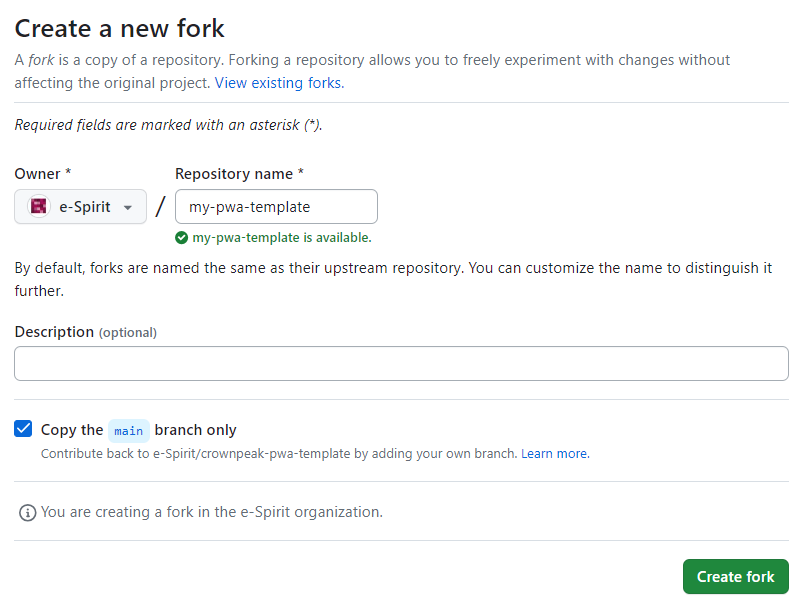 Create a new fork
A fork is a copy of a repository. Forking a repository allows you to freely experiment with changes without
affecting the original project. View existing forks.
Required fields are marked with an asterisk (*).
Owner * Repository name *
e-Spirit / my-pwa-template
my-pwa-template is available.
By default, forks are named the same as their upstream repository. You can customize the name to distinguish it
further.
Description (optional)
Copy the main branch only
Contribute back to e-Spirit/crownpeak-pwa-template by adding your own branch. Learn more.
You are creating a fork in the e-Spirit organization.
Create fork